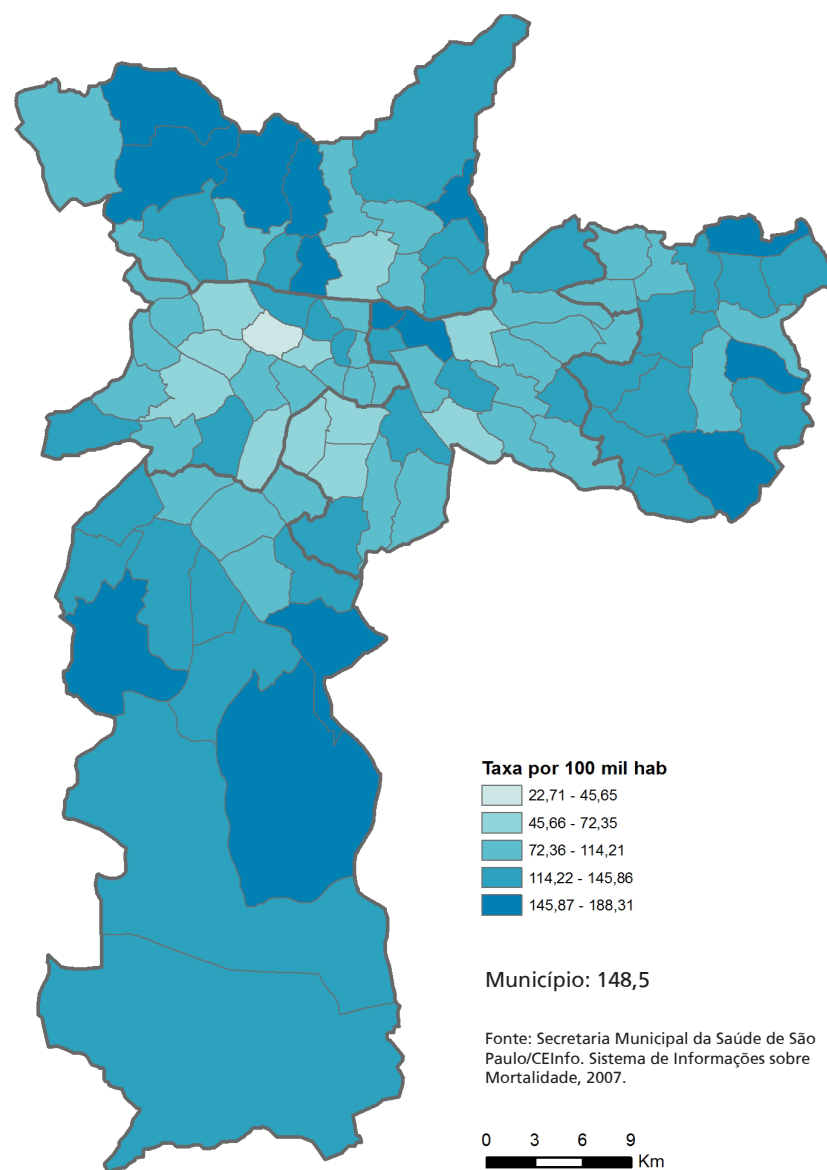 Taxa por 100 mil hab
22,71 - 45,65
45,66 - 72,35
72,36 - 114,21
114,22 - 145,86
145,87 - 188,31
Município: 148,5
Fonte: Secretaria Municipal da Saúde de São
Paulo/CEInfo. Sistema de Informações sobre
Mortalidade, 2007.
0 3 6 9
Km